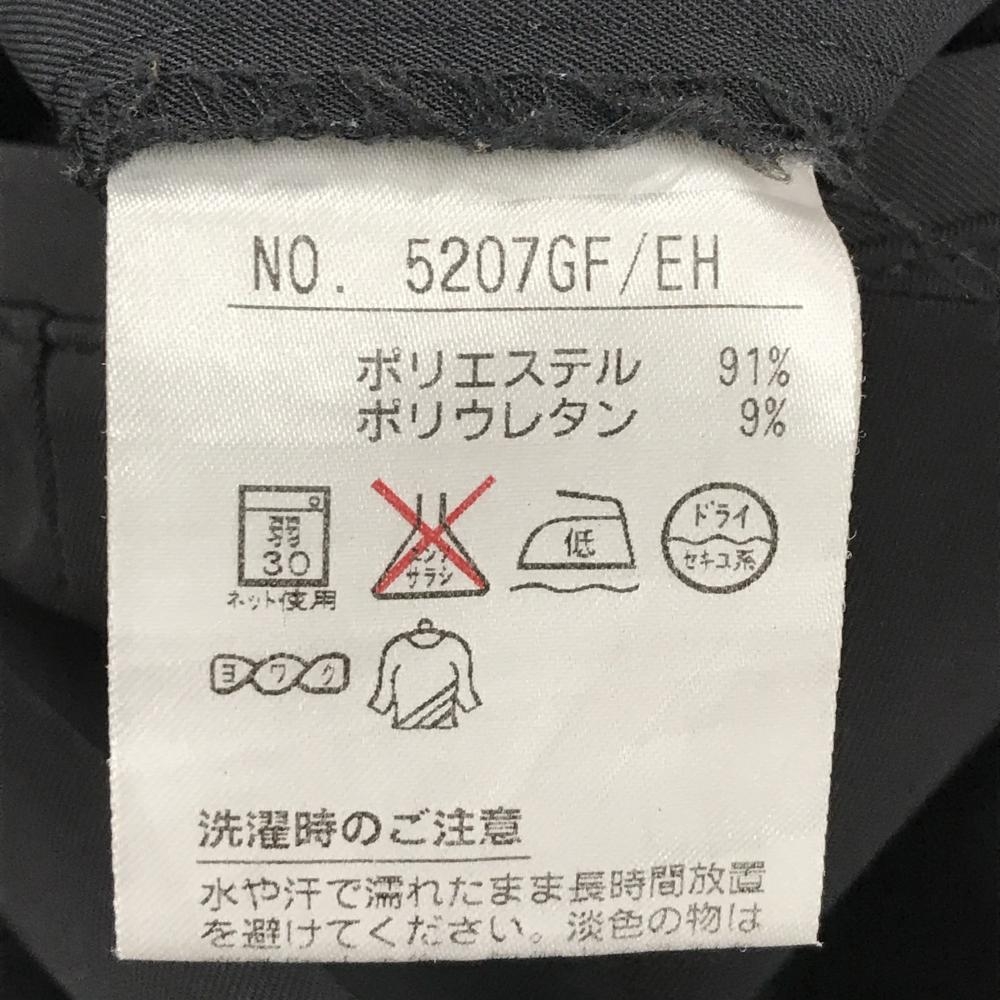 NO. 5207GF/EH
ポリエステル 91%
ポリウレタン 9%
弱
30
ネット使用
エンソ
サラシ
低
ドライ
セキユ系
ヨワク
洗濯時のご注意
水や汗で濡れたまま長時間放置
を避けてください。淡色の物は